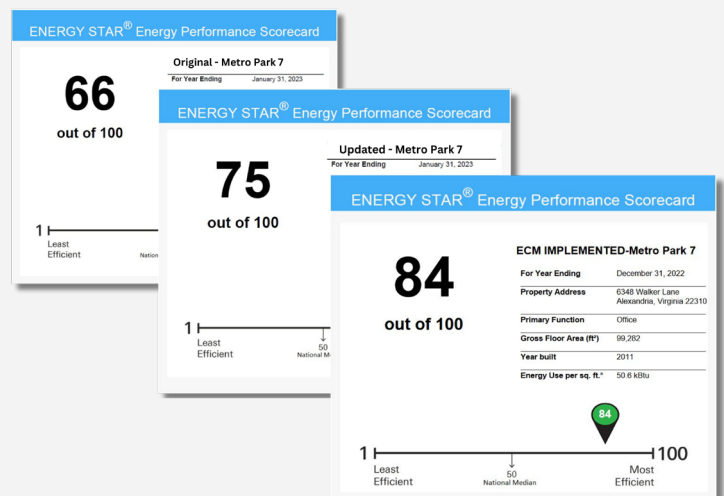 ENERGY STAR® Energy Performance Scorecard
66
out of 100
Original - Metro Park 7
For Year Ending January 31, 2023
1
Least
Efficient
ENERGY STAR® Energy Performance Scorecard
75
out of 100
Updated - Metro Park 7
For Year Ending January 31, 2023
1
Least
Efficient
50
National
ENERGY STAR® Energy Performance Scorecard
84
out of 100
ECM IMPLEMENTED-Metro Park 7
For Year Ending December 31, 2022
Property Address 6348 Walker Lane
Alexandria, Virginia 22310
Primary Function Office
Gross Floor Area (ft²) 99,282
Year built 2011
Energy Use per sq. ft.* 50.6 kBtu
84
1
100
Least
Efficient
50
National Median
Most
Efficient